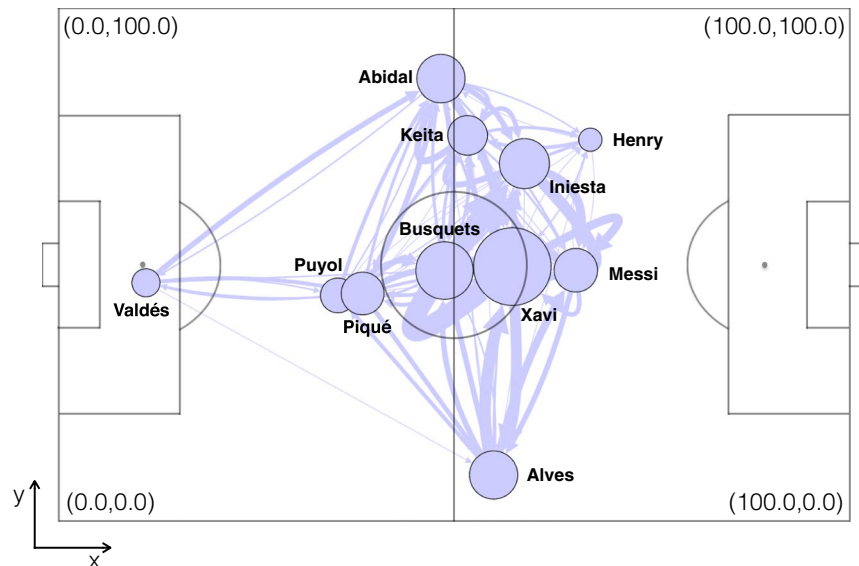 (0.0,100.0)
(100.0,100.0)
Abidal
Keita
Henry
Iniesta
Busquets
Puyol
Messi
Valdés
Xavi
Piqué
Alves
y
(0.0,0.0)
(100.0,0.0)
x